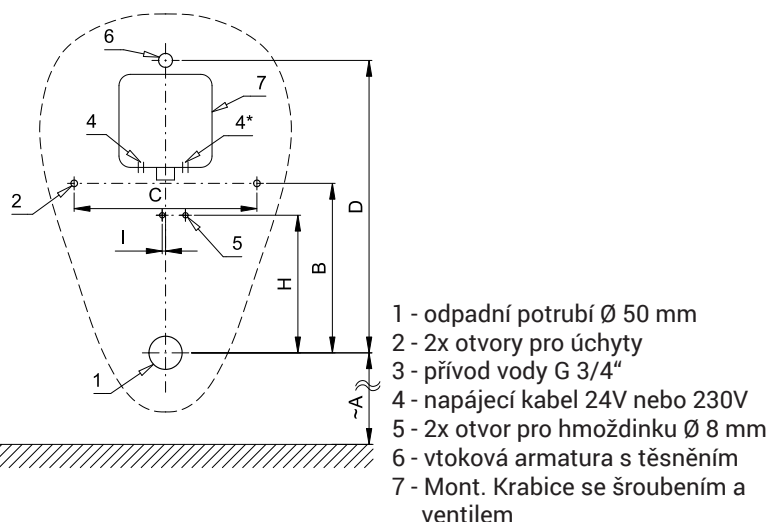 6
7
4
4*
2
C
D
I
5
H
B
1
~A
1 - odpadní potrubí Ø 50 mm
2 - 2x otvory pro úchyty
3 - přívod vody G 3/4“
4 - napájecí kabel 24V nebo 230V
5 - 2x otvor pro hmoždinku Ø 8 mm
6 - vtoková armatura s těsněním
7 - Mont. Krabice se šroubením a
ventilem